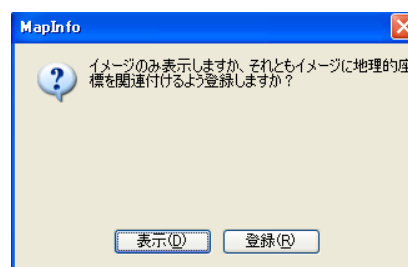 MapInfo
イメージのみ表示しますか、それともイメージに地理的座
標を関連付けるよう登録しますか？
表示(D)
登録(R)